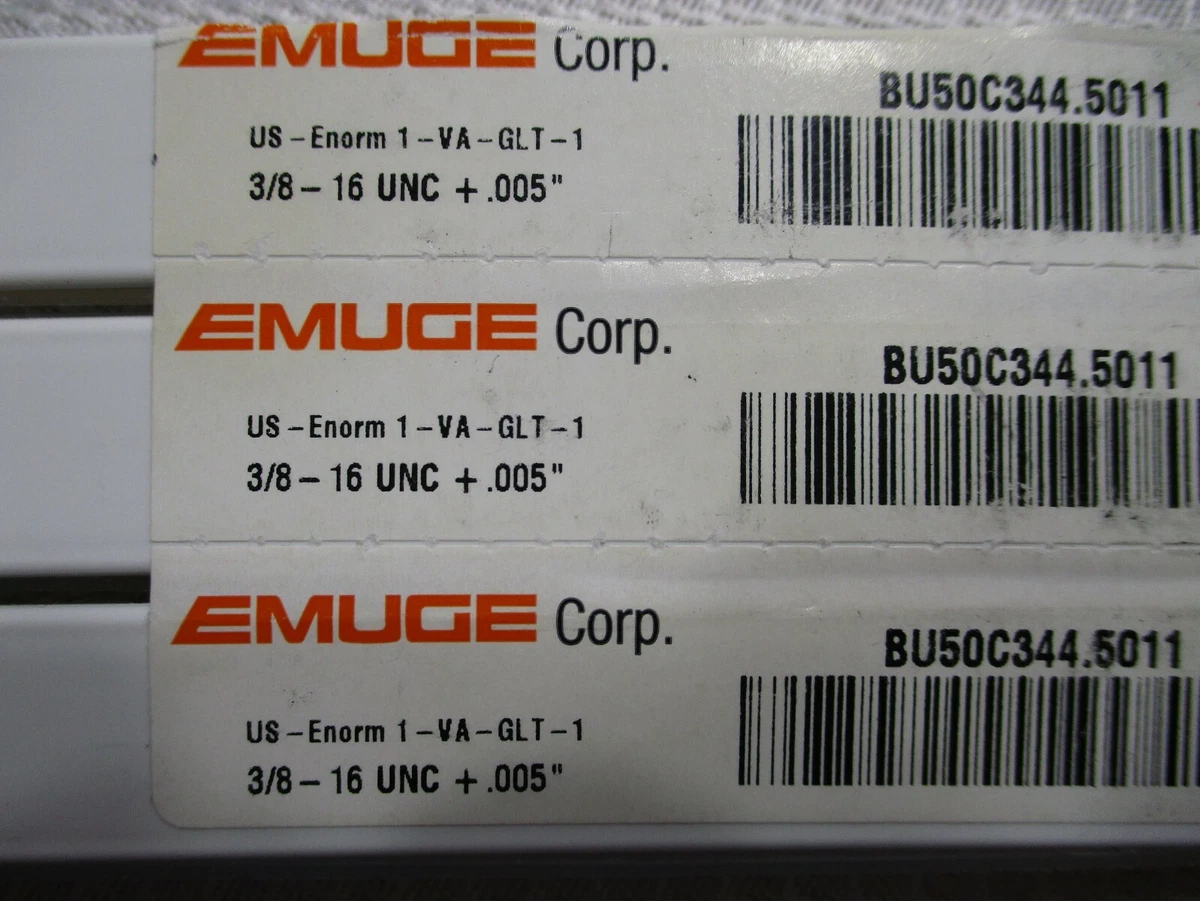 EMUGE Corp.
BU50C344.5011
US-Enorm 1-VA-GLT-1
3/8-16 UNC + .005"
EMUGE Corp.
BU50C344.5011
US-Enorm 1-VA-GLT-1
3/8-16 UNC + .005"
EMUGE Corp.
BU50C344.5011
US-Enorm 1-VA-GLT-1
3/8-16 UNC + .005"